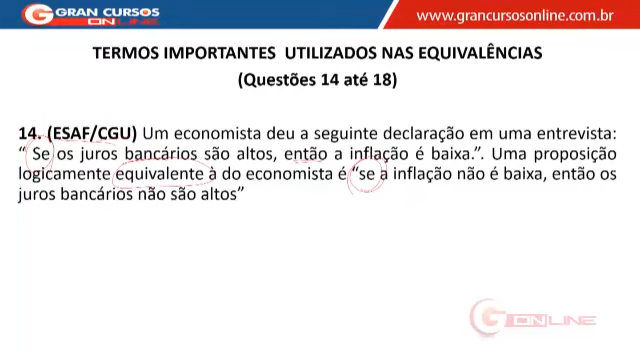 GRAN CURSOS
ONLINE
www.grancursosonline.com.br
TERMOS IMPORTANTES UTILIZADOS NAS EQUIVALÊNCIAS
(Questões 14 até 18)
14. (ESAF/CGU) Um economista deu a seguinte declaração em uma entrevista:
“ Se os juros bancários são altos, então a inflação é baixa.”. Uma proposição
logicamente equivalente à do economista é “se a inflação não é baixa, então os
juros bancários não são altos”
G ONLINE